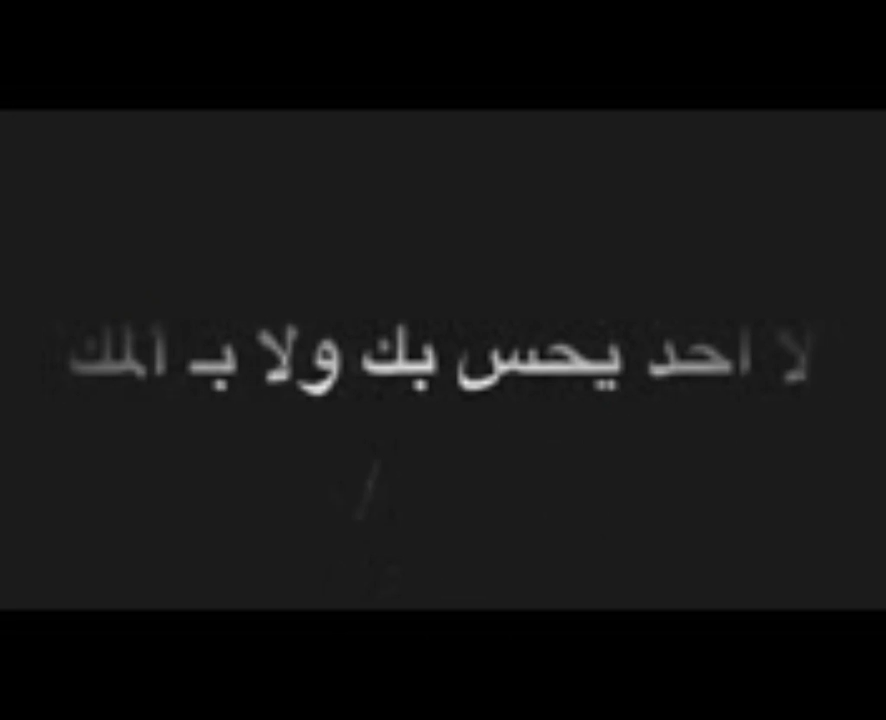 لا احد يحس بك ولا بـ المك